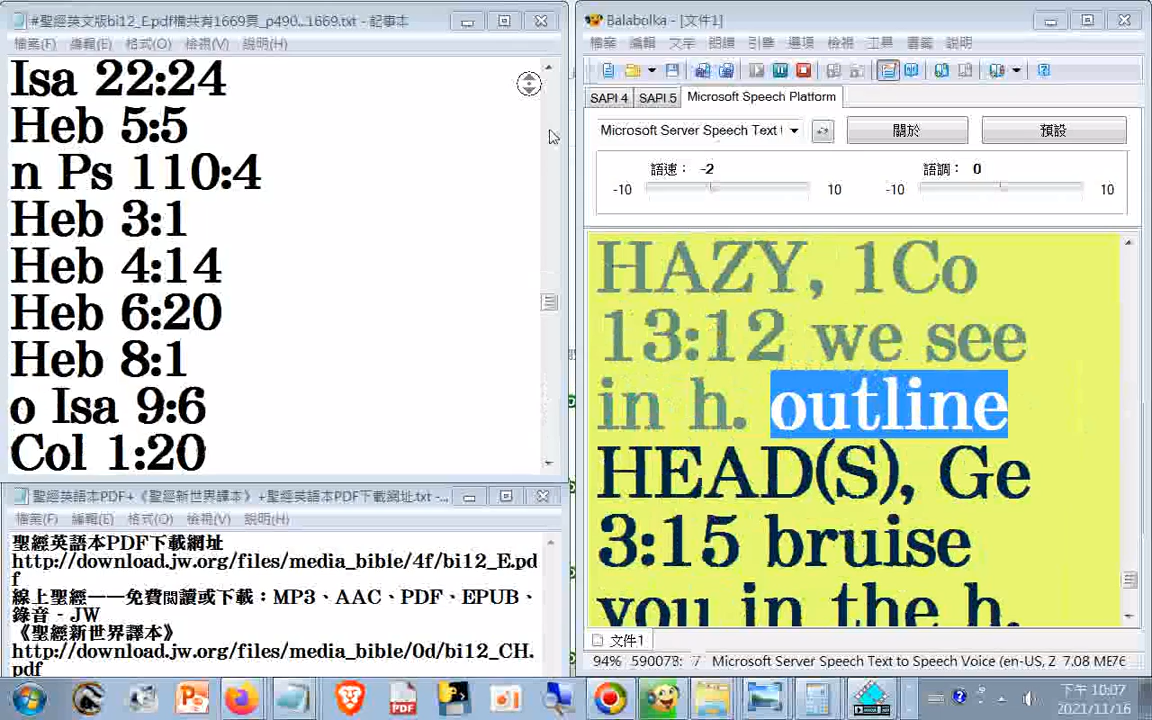 #聖經英文版bi12_E.pdf檔共有1669頁_p490...1669.txt - 記事本
檔案(F) 編輯(E) 格式(O) 檢視(V) 說明(H)
Isa 22:24
Heb 5:5
n Ps 110:4
Heb 3:1
Heb 4:14
Heb 6:20
Heb 8:1
o Isa 9:6
Col 1:20
聖經英語本PDF+《聖經新世界譯本》+聖經英語本PDF下載網址.txt - ...
檔案(F) 編輯(E) 格式(O) 檢視(V) 說明(H)
聖經英語本PDF下載網址
http://download.jw.org/files/media_bible/4f/bi12_E.pd
f
線上聖經——免費閱讀或下載：MP3、AAC、PDF、EPUB、
錄音 - JW
《聖經新世界譯本》
http://download.jw.org/files/media_bible/0d/bi12_CH.
pdf
Balabolka - [文件1]
檔案 編輯 文字 朗讀 引擎 選項 檢視 工具 書籤 說明
SAPI 4 SAPI 5 Microsoft Speech Platform
Microsoft Server Speech Text
關於 預設
語速： -2 語調： 0
-10 10 -10 10
HAZY, 1Co
13:12 we see
in h. outline
HEAD(S), Ge
3:15 bruise
you in the h.
文件1
94% Microsoft Server Speech Text to Speech Voice (en-US, Z 7.08 ME
下午 10:07
2021/11/16